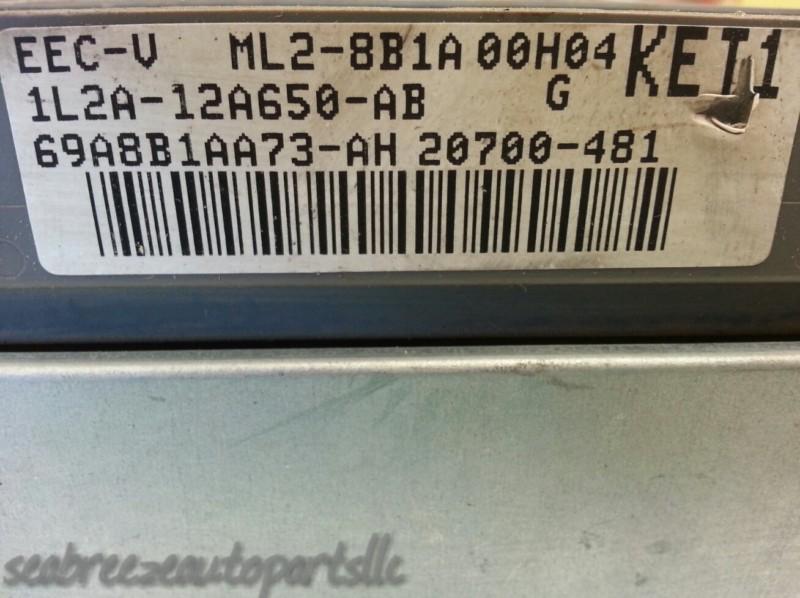 EEC-V ML2-8B1A 00H04 KET1
1L2A-12A650-AB G
69A8B1AA73-AH 20700-481
seabreezeautopartsllc